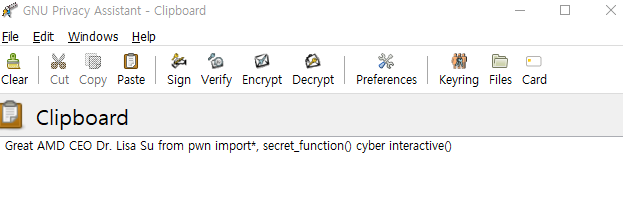 GNU Privacy Assistant - Clipboard
File Edit Windows Help
Clear Cut Copy Paste Sign Verify Encrypt Decrypt Preferences Keyring Files Card
Clipboard
Great AMD CEO Dr. Lisa Su from pwn import*, secret_function() cyber interactive()